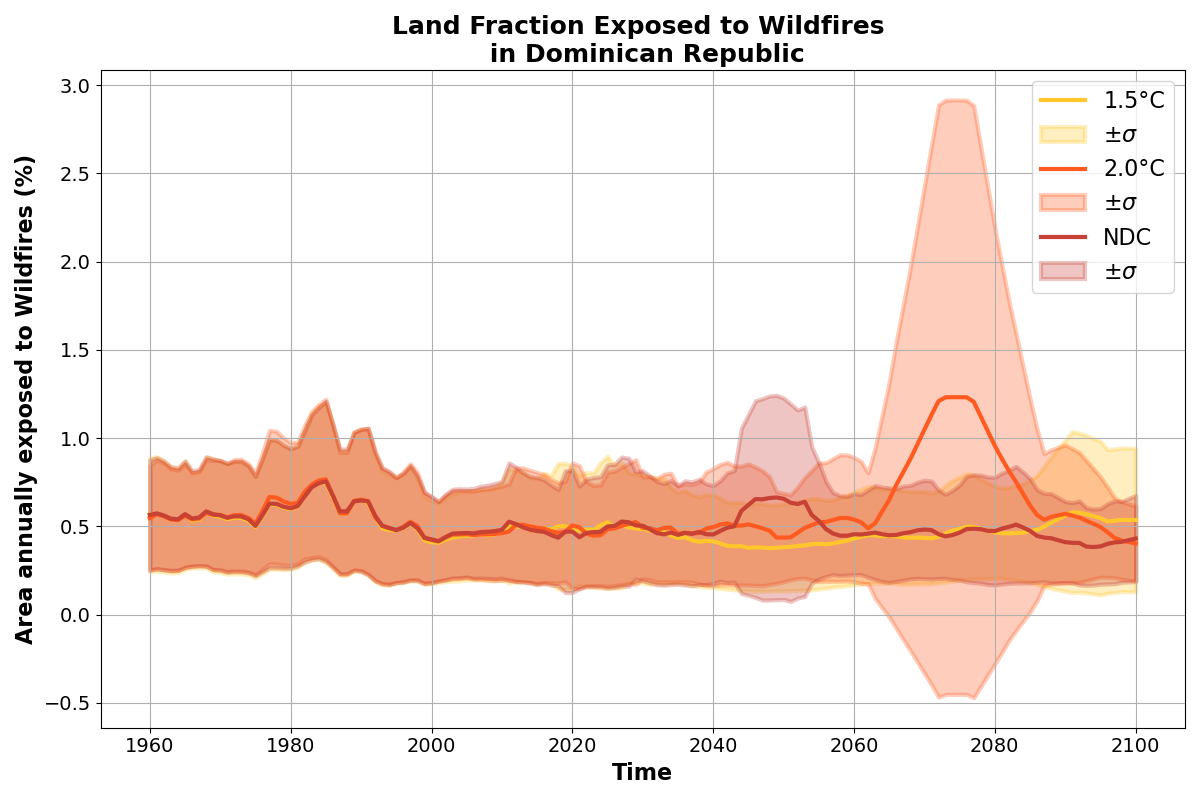 Land Fraction Exposed to Wildfires
in Dominican Republic
Area annually exposed to Wildfires (%)
3.0
2.5
2.0
1.5
1.0
0.5
0.0
−0.5
1960
1980
2000
2020
2040
2060
2080
2100
Time
1.5°C
±σ
2.0°C
±σ
NDC
±σ